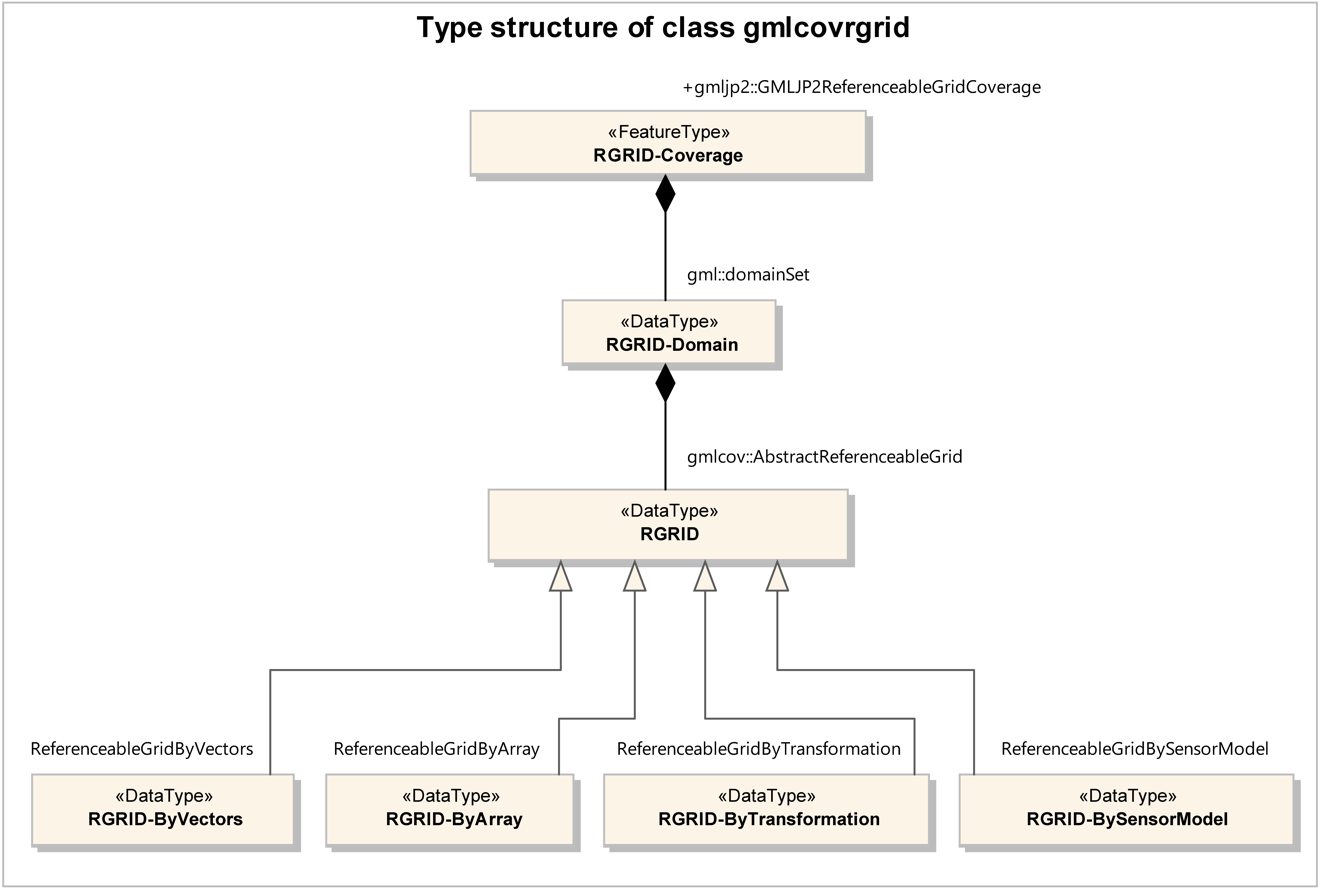 Type structure of class gmlcovrgrid
+gmljp2::GMLJP2ReferenceableGridCoverage
«FeatureType»
RGRID-Coverage
gml::domainSet
«DataType»
RGRID-Domain
gmlcov::AbstractReferenceableGrid
«DataType»
RGRID
ReferenceableGridByVectors
«DataType»
RGRID-ByVectors
ReferenceableGridByArray
«DataType»
RGRID-ByArray
ReferenceableGridByTransformation
«DataType»
RGRID-ByTransformation
ReferenceableGridBySensorModel
«DataType»
RGRID-BySensorModel